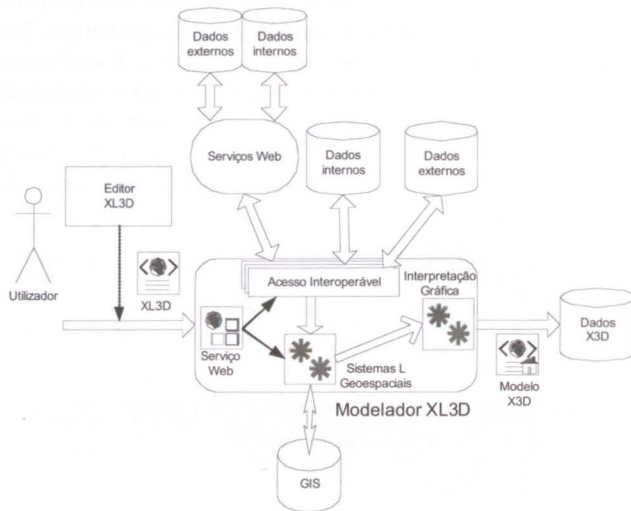 Dados
externos
Dados
internos
Serviços Web
Dados
internos
Dados
externos
Editor
XL3D
Utilizador
XL3D
Acesso Interoperável
Interpretação
Gráfica
Serviço
Web
Sistemas L
Geoespaciais
Modelador XL3D
Modelo
X3D
Dados
X3D
GIS